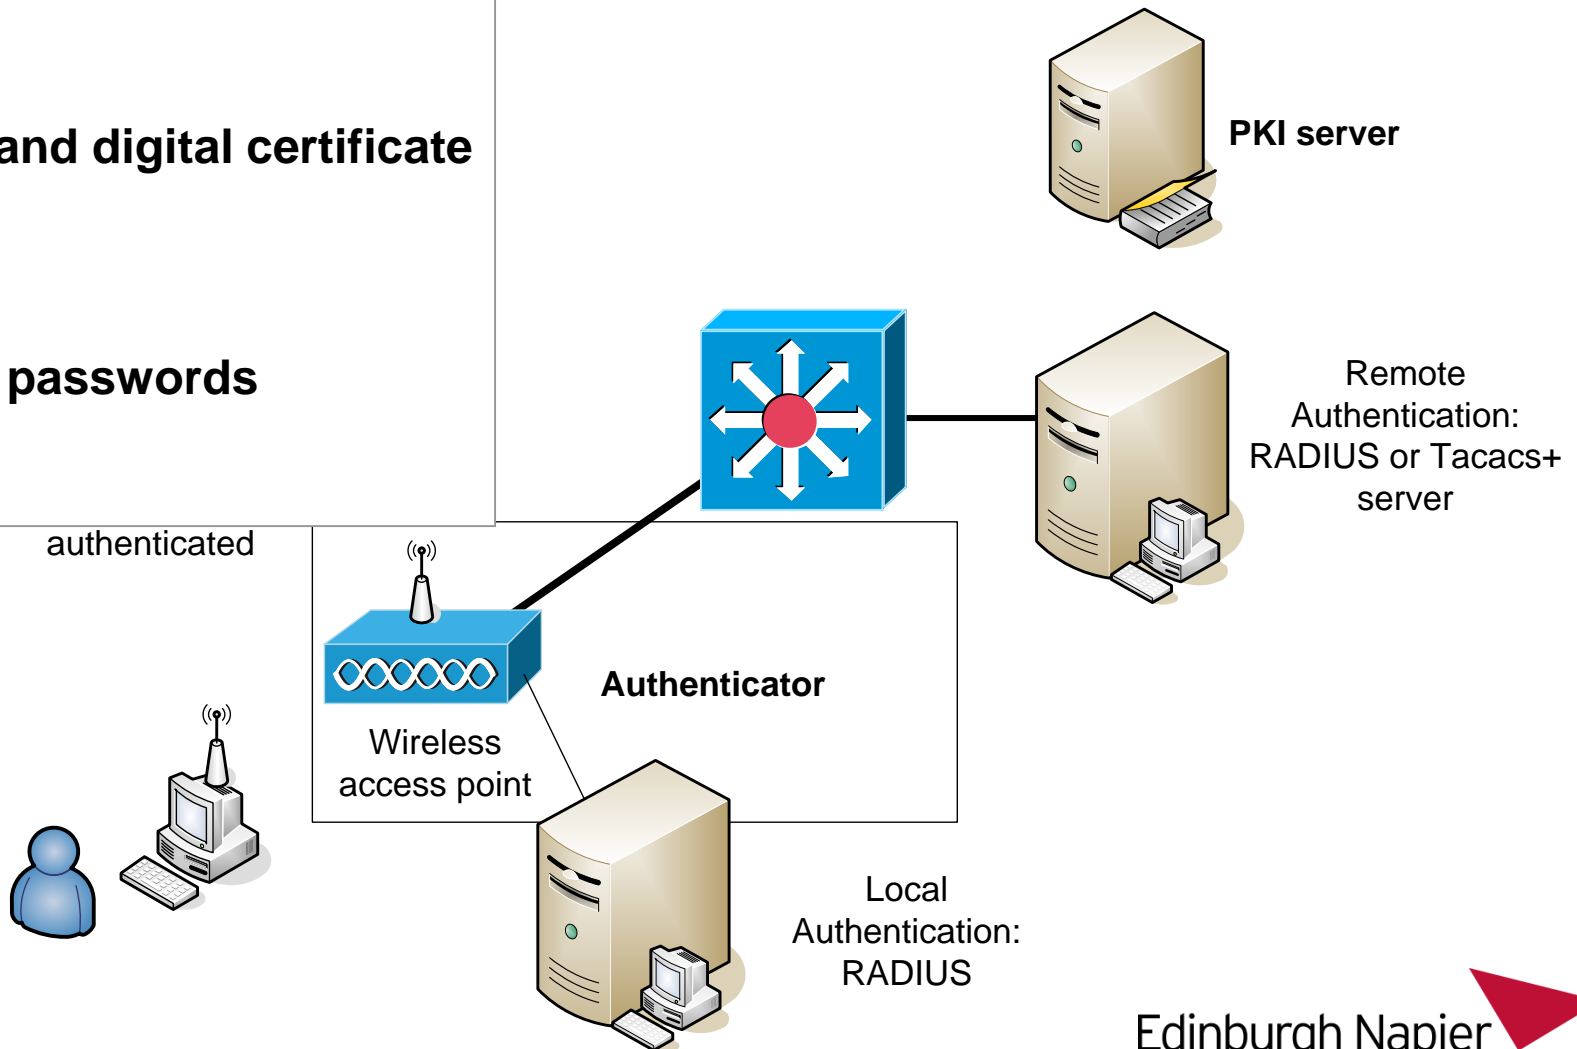 and digital certificate
passwords
authenticated
PKI server
Remote
Authentication:
RADIUS or Tacacs+
server
Authenticator
Wireless
access point
Local
Authentication:
RADIUS
Edinburgh Napier